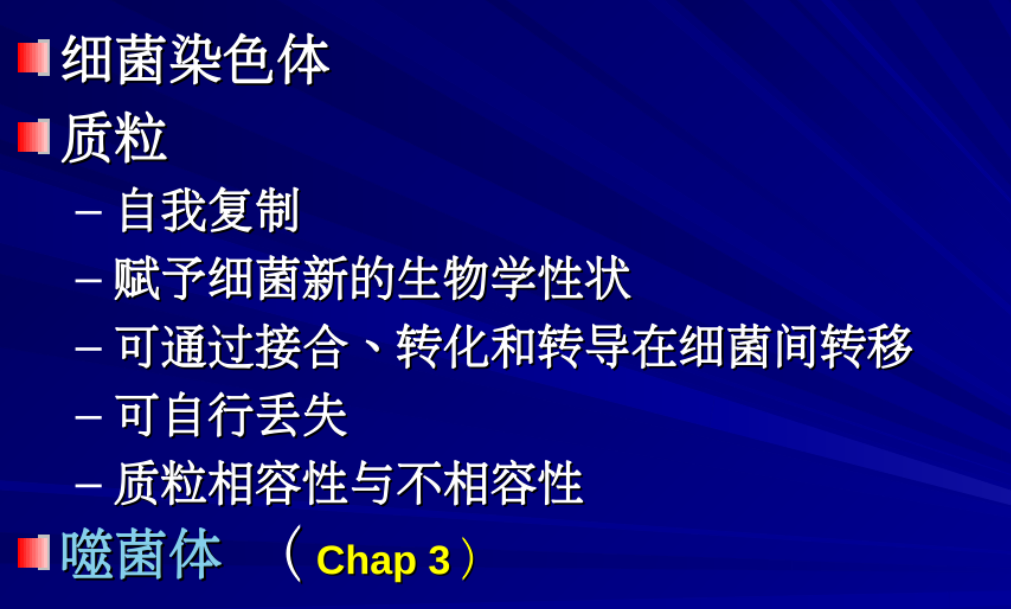 细菌染色体
质粒
– 自我复制
– 赋予细菌新的生物学性状
– 可通过接合、转化和转导在细菌间转移
– 可自行丢失
– 质粒相容性与不相容性
噬菌体 （Chap 3）